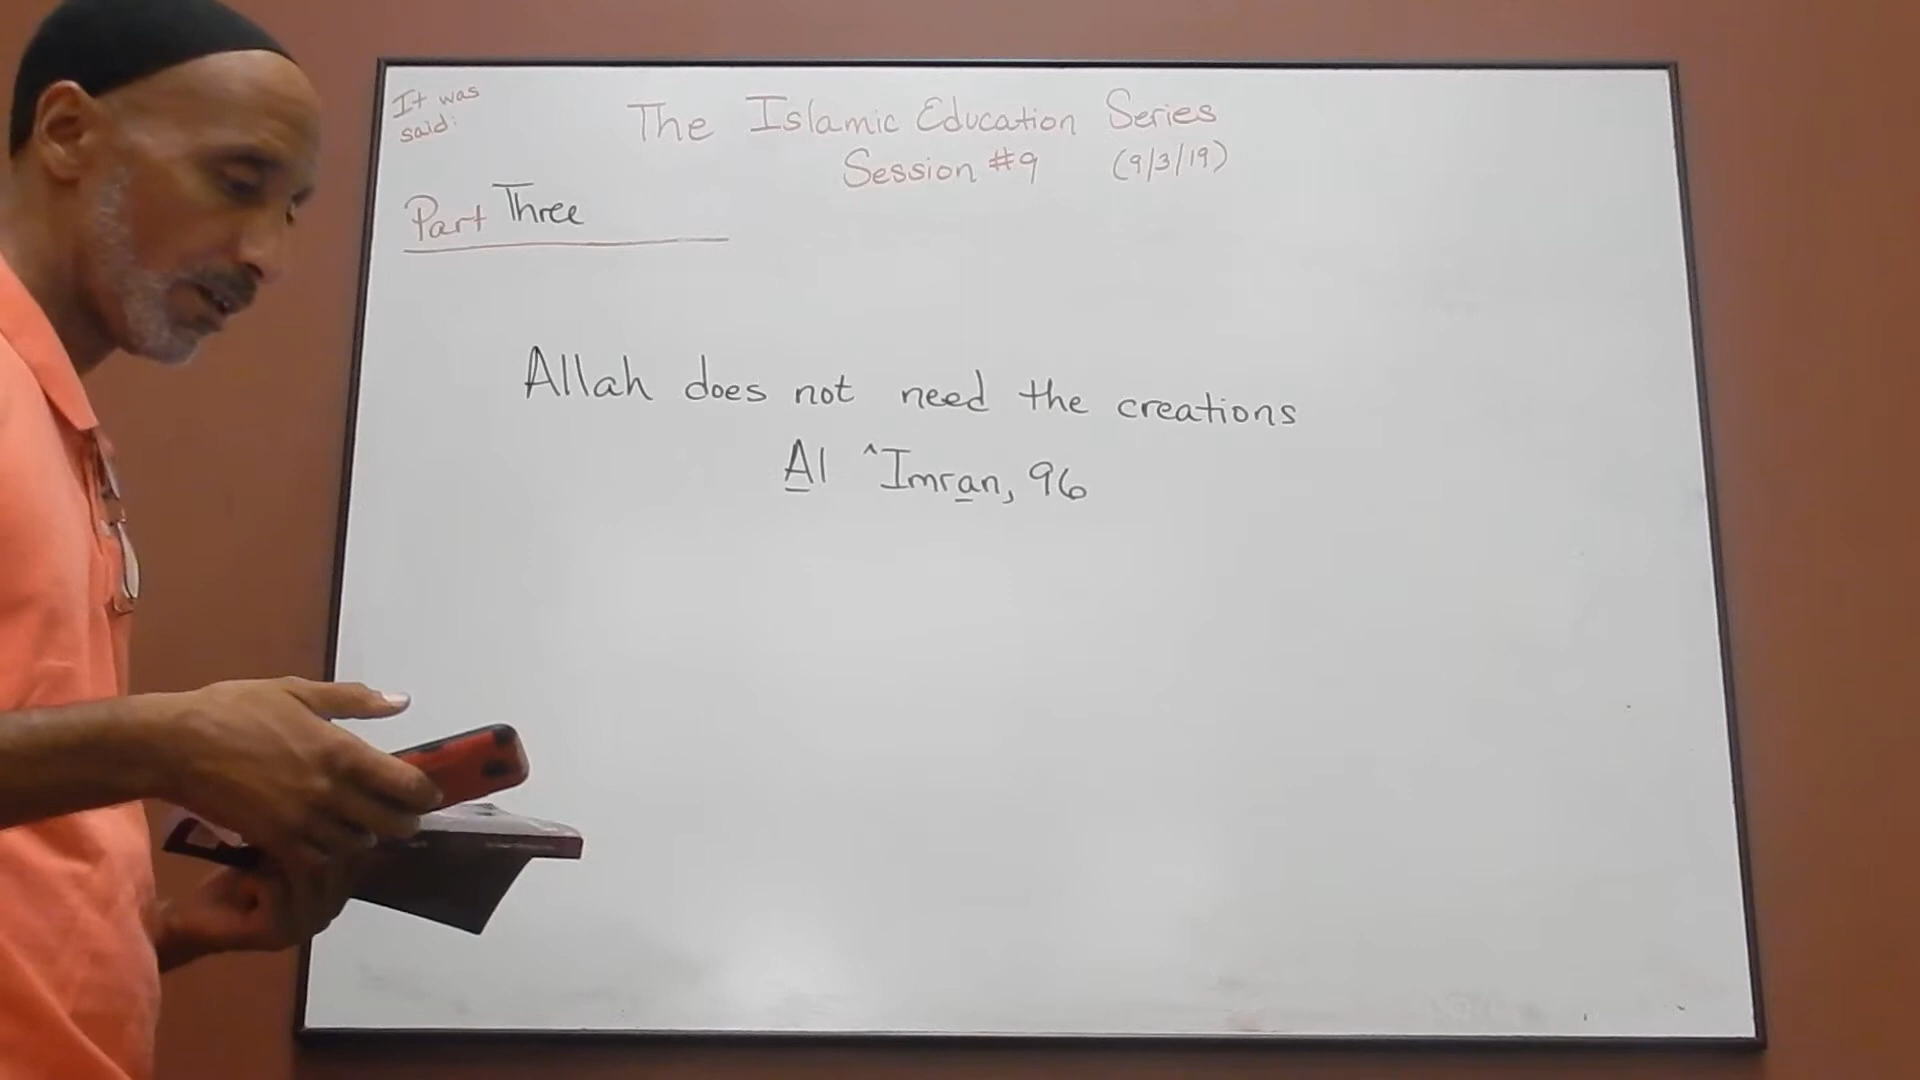 It was
said:
The Islamic Education Series
Session #9 (9/3/19)
Part Three
Allah does not need the creations
Al ^Imran, 96